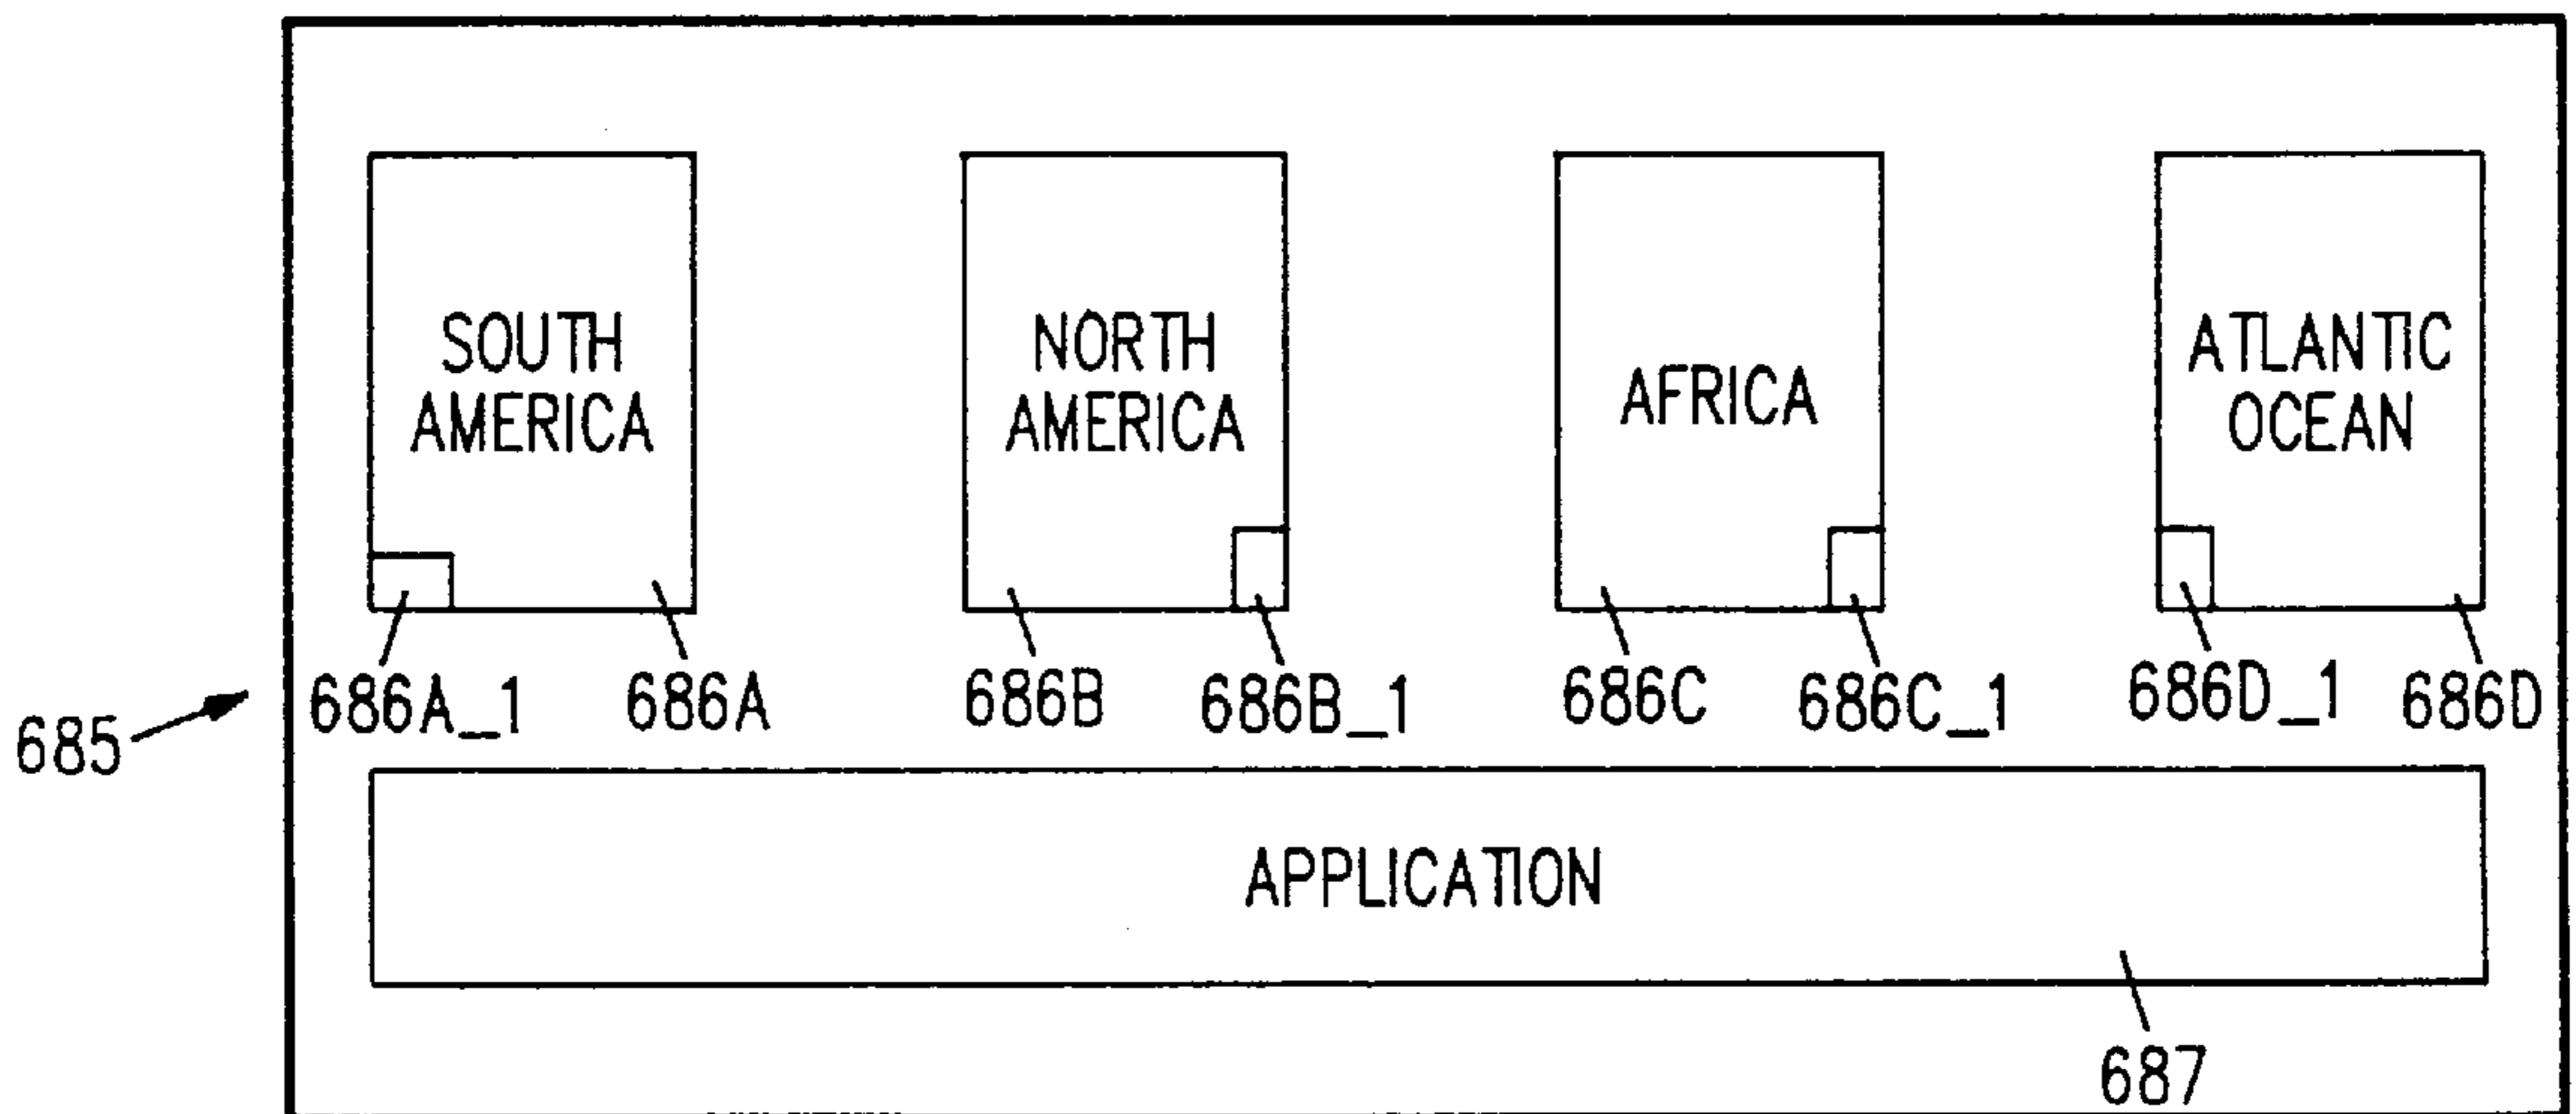 SOUTH
AMERICA
NORTH
AMERICA
AFRICA
ATLANTIC
OCEAN
686A_1
686A
686B
686B_1
686C
686C_1
686D_1
686D
685
APPLICATION
687